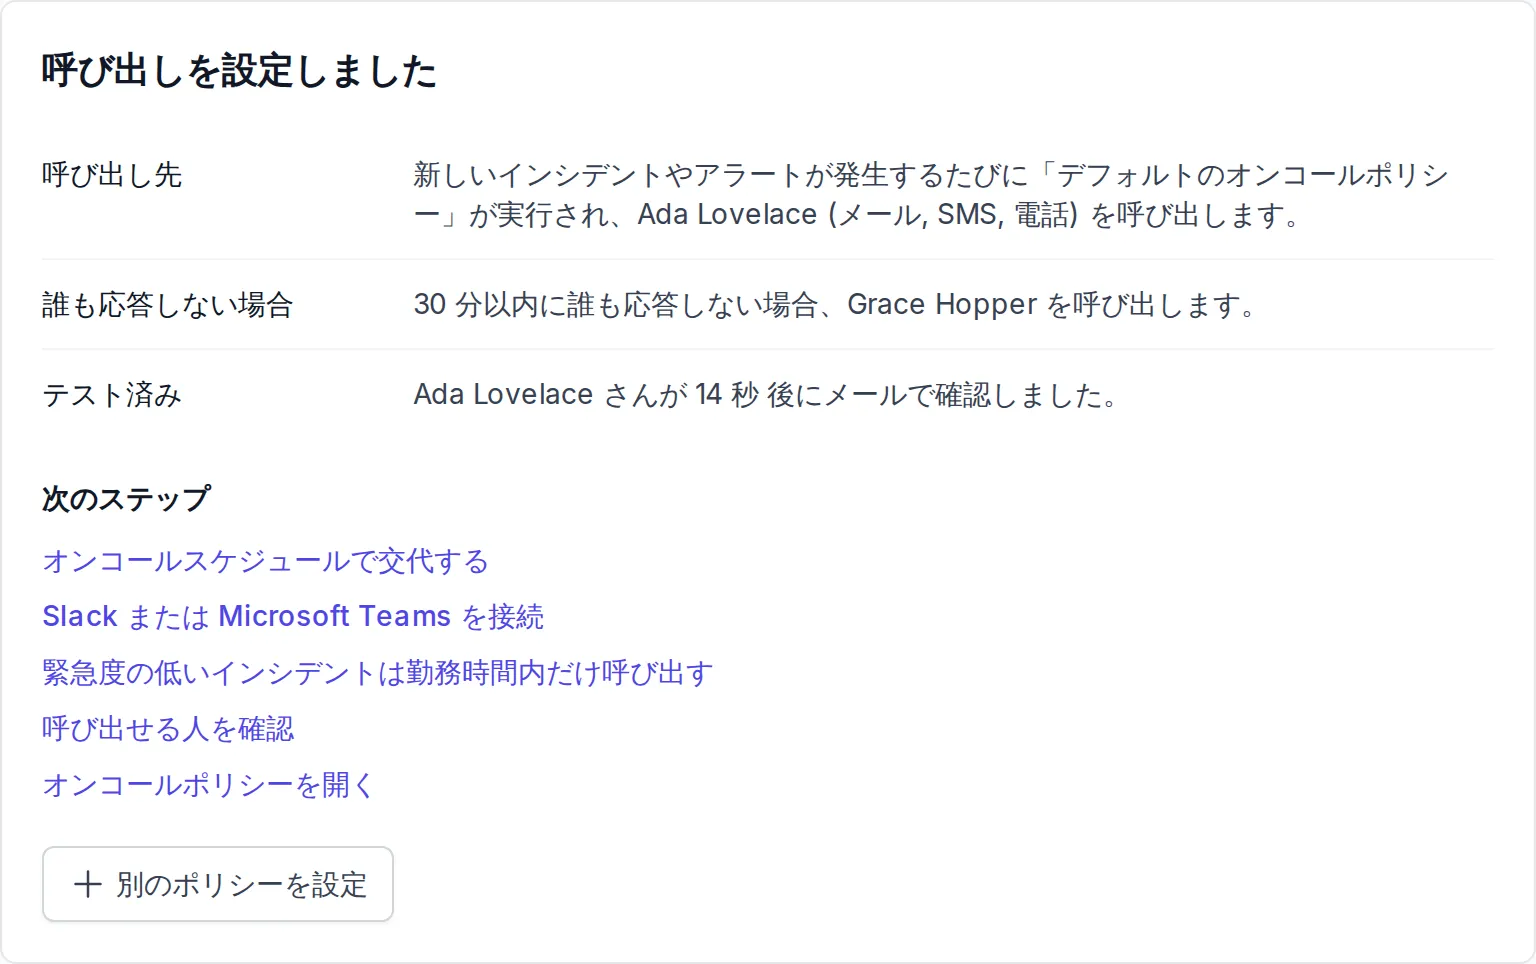 呼び出しを設定しました
呼び出し先
新しいインシデントやアラートが発生するたびに「デフォルトのオンコールポリシ
ー」が実行され、Ada Lovelace (メール, SMS, 電話) を呼び出します。
誰も応答しない場合
30 分以内に誰も応答しない場合、Grace Hopper を呼び出します。
テスト済み
Ada Lovelace さんが 14 秒 後にメールで確認しました。
次のステップ
オンコールスケジュールで交代する
Slack または Microsoft Teams を接続
緊急度の低いインシデントは勤務時間内だけ呼び出す
呼び出せる人を確認
オンコールポリシーを開く
別のポリシーを設定